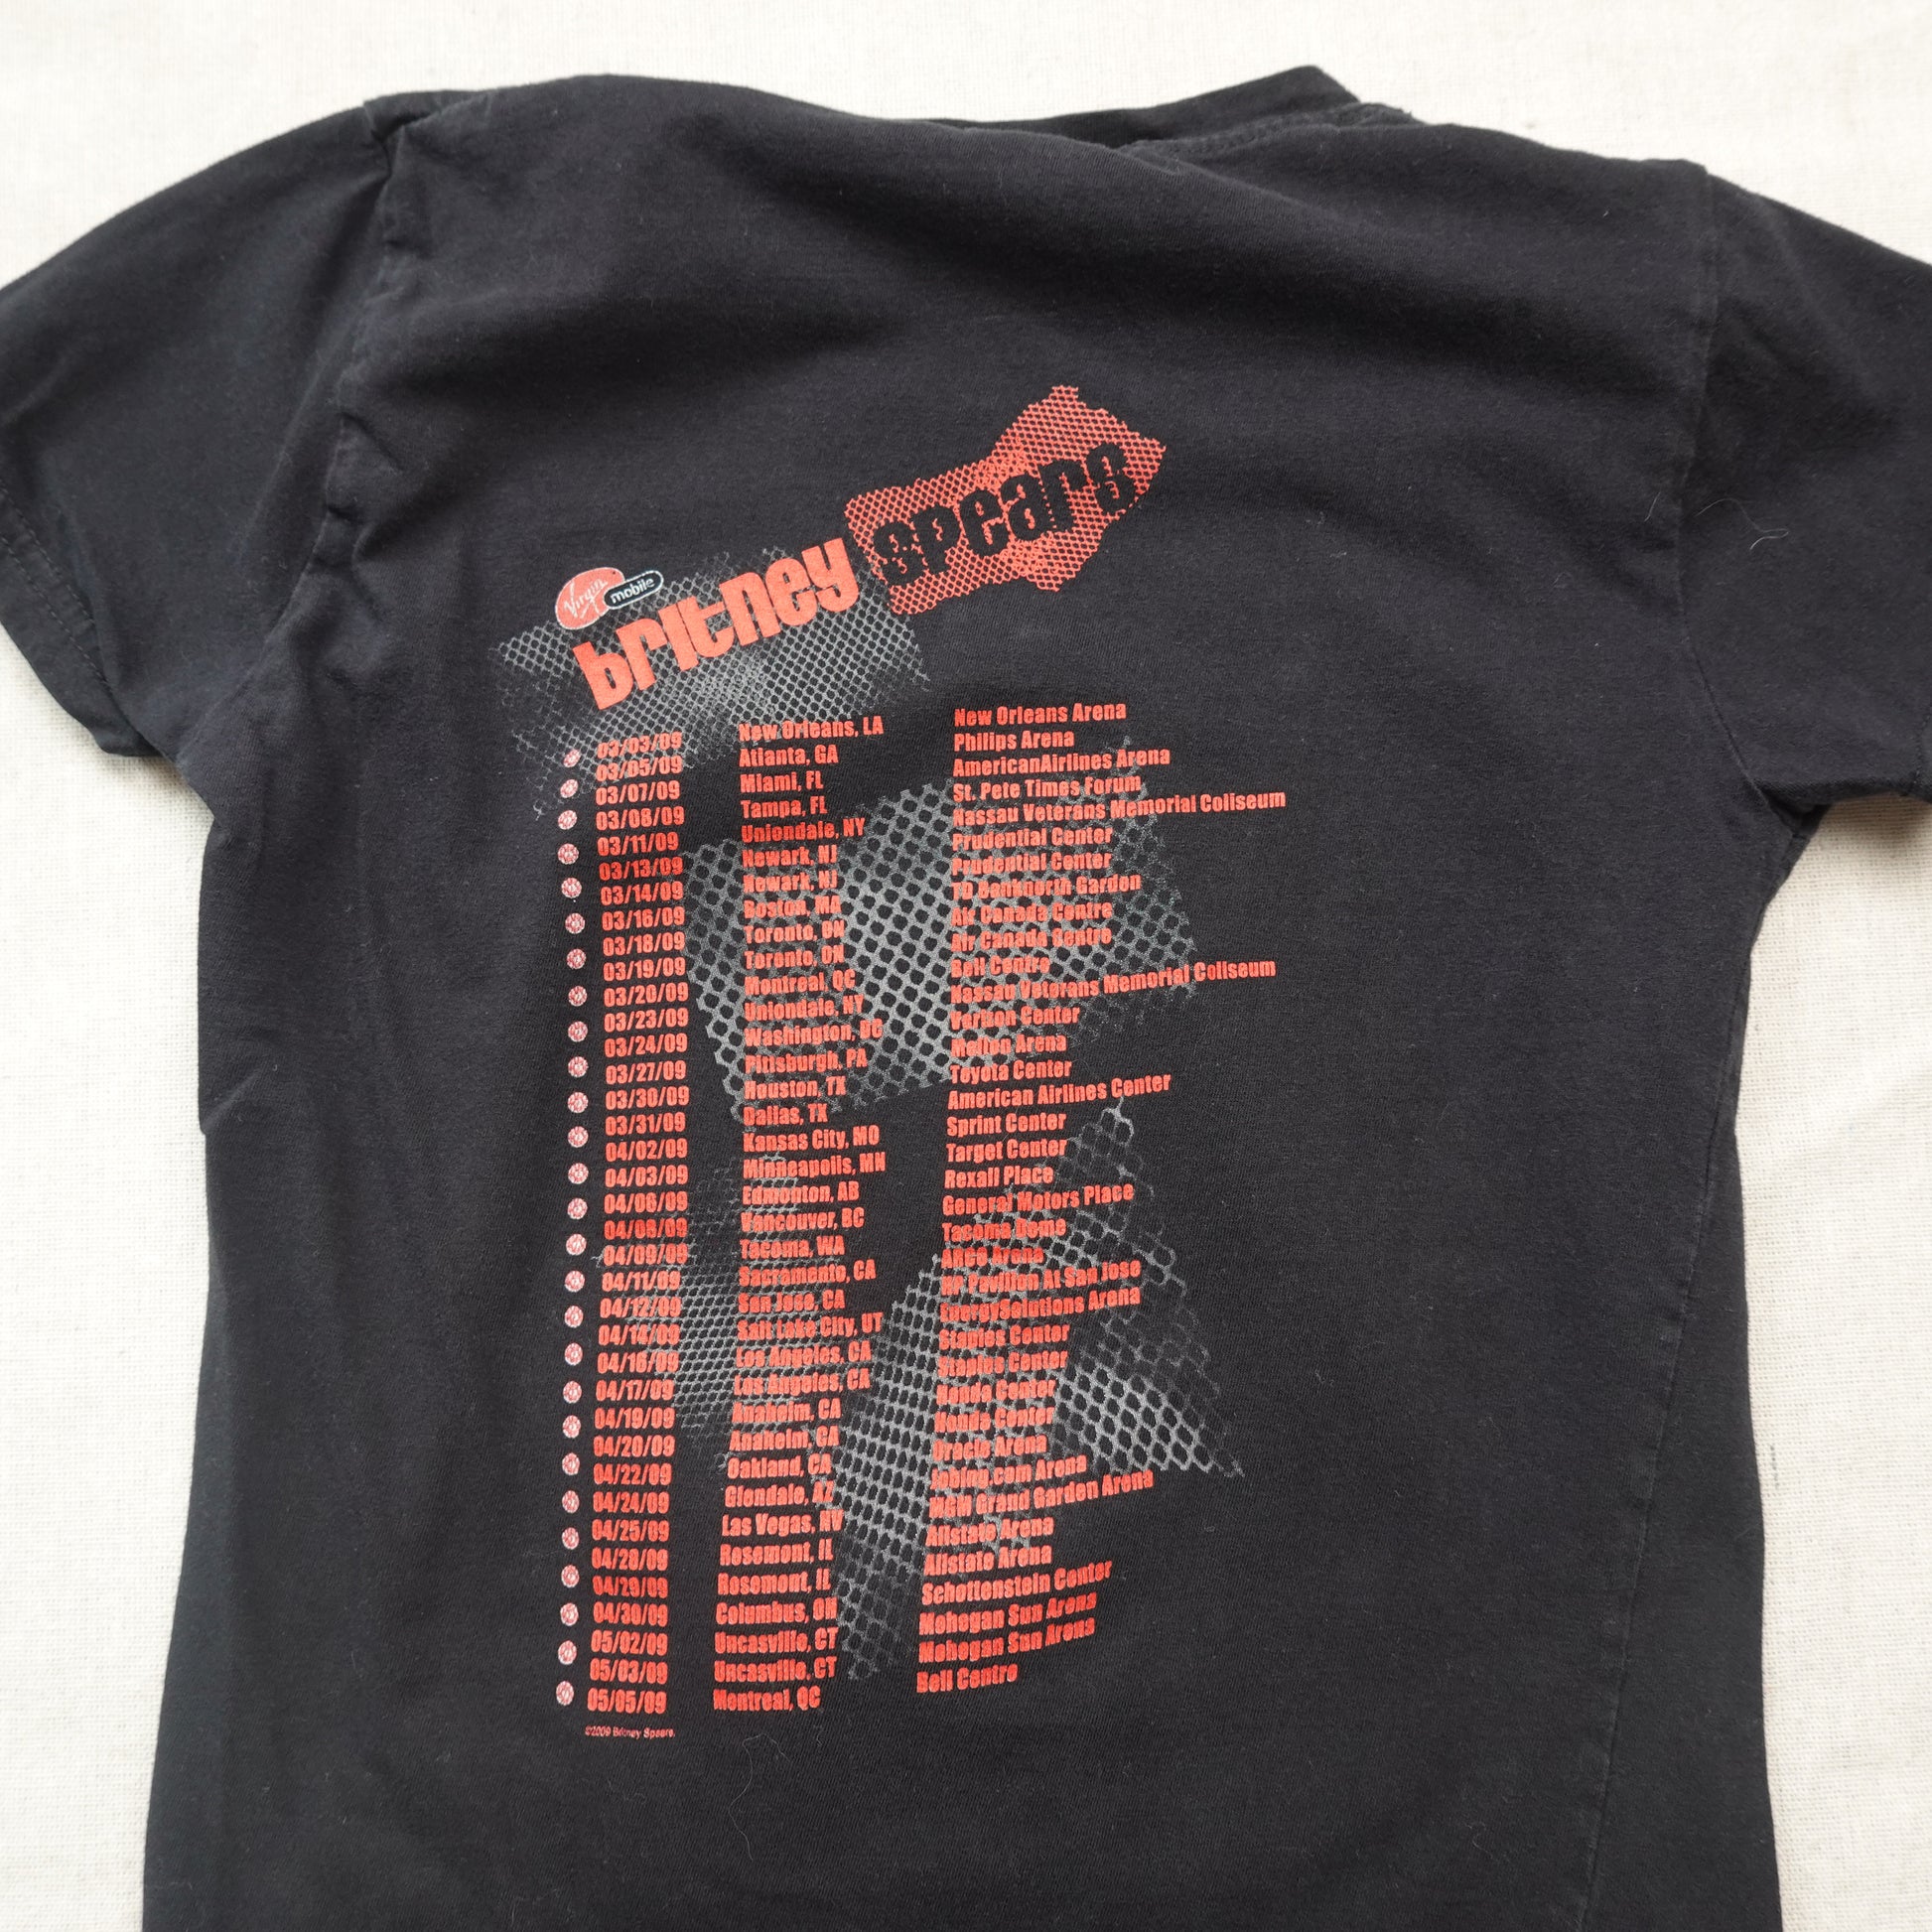 Virgin mobile
britney spears
03/03/09 New Orleans, LA New Orleans Arena
03/05/09 Atlanta, GA Philips Arena
03/07/09 Miami, FL AmericanAirlines Arena
03/08/09 Tampa, FL St. Pete Times Forum
03/11/09 Uniondale, NY Nassau Veterans Memorial Coliseum
03/13/09 Newark, NJ Prudential Center
03/14/09 Newark, NJ Prudential Center
03/16/09 Boston, MA TD Banknorth Garden
03/18/09 Toronto, ON Air Canada Centre
03/19/09 Toronto, ON Air Canada Centre
03/20/09 Montreal, QC Bell Centre
03/23/09 Uniondale, NY Nassau Veterans Memorial Coliseum
03/24/09 Washington, DC Verizon Center
03/27/09 Pittsburgh, PA Mellon Arena
03/30/09 Houston, TX Toyota Center
03/31/09 Dallas, TX American Airlines Center
04/02/09 Kansas City, MO Sprint Center
04/03/09 Minneapolis, MN Target Center
04/06/09 Edmonton, AB Rexall Place
04/08/09 Vancouver, BC General Motors Place
04/09/09 Tacoma, WA Tacoma Dome
04/11/09 Sacramento, CA ARCO Arena
04/12/09 San Jose, CA HP Pavilion At San Jose
04/14/09 Salt Lake City, UT EnergySolutions Arena
04/16/09 Los Angeles, CA Staples Center
04/17/09 Los Angeles, CA Staples Center
04/19/09 Anaheim, CA Honda Center
04/20/09 Anaheim, CA Honda Center
04/22/09 Oakland, CA Oracle Arena
04/24/09 Glendale, AZ Jobing.com Arena
04/25/09 Las Vegas, NV MGM Grand Garden Arena
04/28/09 Rosemont, IL Allstate Arena
04/29/09 Rosemont, IL Allstate Arena
04/30/09 Columbus, OH Schottenstein Center
05/02/09 Uncasville, CT Mohegan Sun Arena
05/03/09 Uncasville, CT Mohegan Sun Arena
05/05/09 Montreal, QC Bell Centre
©2009 Britney Spears.